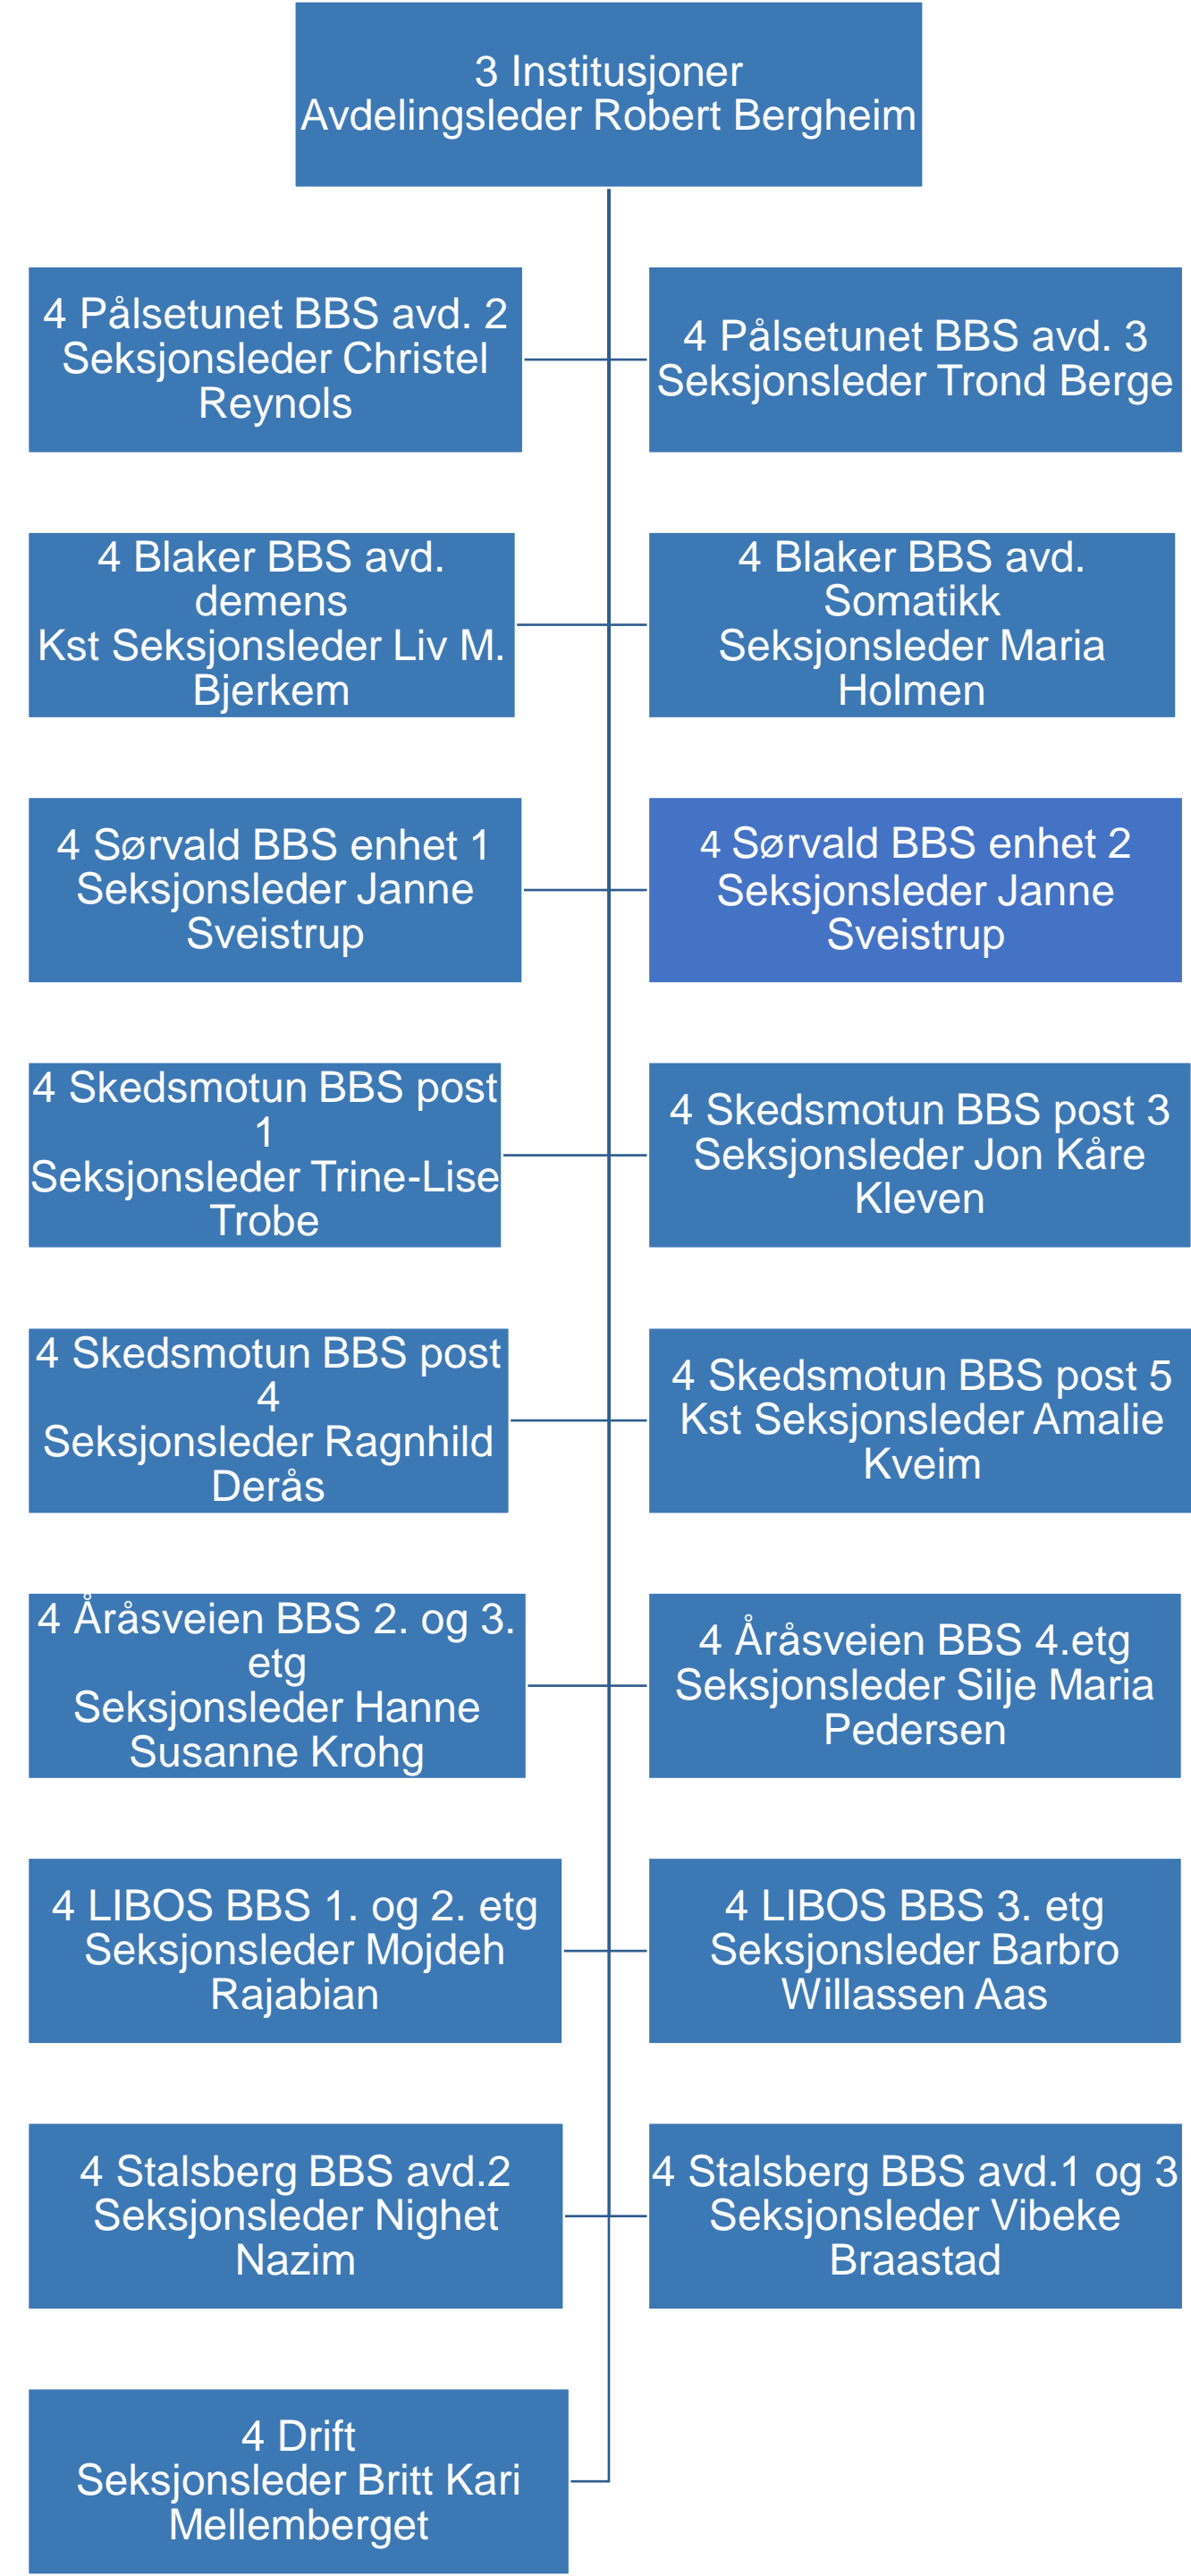 3 Institusjoner
Avdelingsleder Robert Bergheim
4 Pålsetunet BBS avd. 2
Seksjonsleder Christel
Reynols
4 Pålsetunet BBS avd. 3
Seksjonsleder Trond Berge
4 Blaker BBS avd.
demens
Kst Seksjonsleder Liv M.
Bjerkem
4 Blaker BBS avd.
Somatikk
Seksjonsleder Maria
Holmen
4 Sørvald BBS enhet 1
Seksjonsleder Janne
Sveistrup
4 Sørvald BBS enhet 2
Seksjonsleder Janne
Sveistrup
4 Skedsmotun BBS post
1
Seksjonsleder Trine-Lise
Trobe
4 Skedsmotun BBS post 3
Seksjonsleder Jon Kåre
Kleven
4 Skedsmotun BBS post
4
Seksjonsleder Ragnhild
Derås
4 Skedsmotun BBS post 5
Kst Seksjonsleder Amalie
Kveim
4 Åråsveien BBS 2. og 3.
etg
Seksjonsleder Hanne
Susanne Krohg
4 Åråsveien BBS 4.etg
Seksjonsleder Silje Maria
Pedersen
4 LIBOS BBS 1. og 2. etg
Seksjonsleder Mojdeh
Rajabian
4 LIBOS BBS 3. etg
Seksjonsleder Barbro
Willassen Aas
4 Stalsberg BBS avd.2
Seksjonsleder Nighet
Nazim
4 Stalsberg BBS avd.1 og 3
Seksjonsleder Vibeke
Braastad
4 Drift
Seksjonsleder Britt Kari
Mellemberget